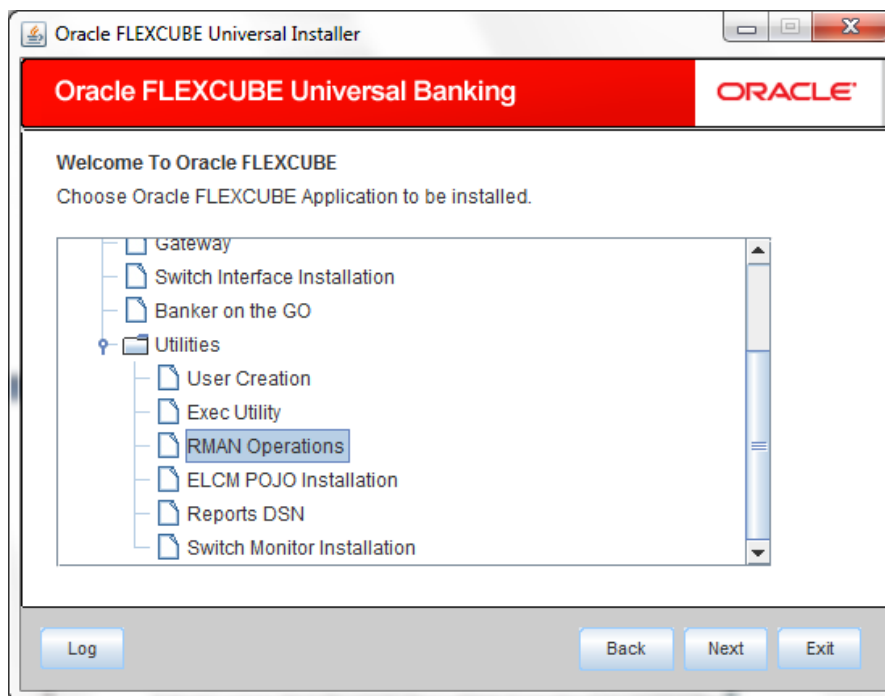 Oracle FLEXCUBE Universal Installer
Oracle FLEXCUBE Universal Banking
ORACLE
Welcome To Oracle FLEXCUBE
Choose Oracle FLEXCUBE Application to be installed.
Gateway
Switch Interface Installation
Banker on the GO
Utilities
User Creation
Exec Utility
RMAN Operations
ELCM POJO Installation
Reports DSN
Switch Monitor Installation
Log
Back
Next
Exit